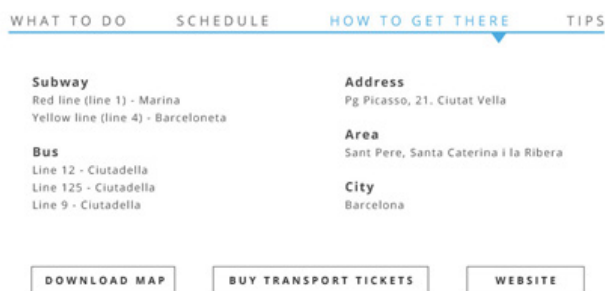 WHAT TO DO
SCHEDULE
HOW TO GET THERE
TIPS
Subway
Red line (line 1) - Marina
Yellow line (line 4) - Barceloneta
Bus
Line 12 - Ciutadella
Line 125 - Ciutadella
Line 9 - Ciutadella
Address
Pg Picasso, 21. Ciutat Vella
Area
Sant Pere, Santa Caterina i la Ribera
City
Barcelona
DOWNLOAD MAP
BUY TRANSPORT TICKETS
WEBSITE